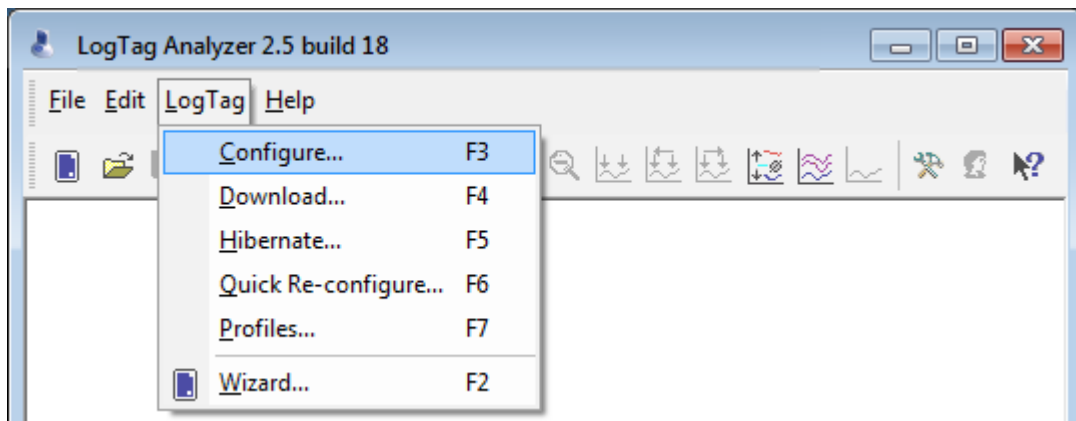 LogTag Analyzer 2.5 build 18
File Edit LogTag Help
Configure... F3
Download... F4
Hibernate... F5
Quick Re-configure... F6
Profiles... F7
Wizard... F2